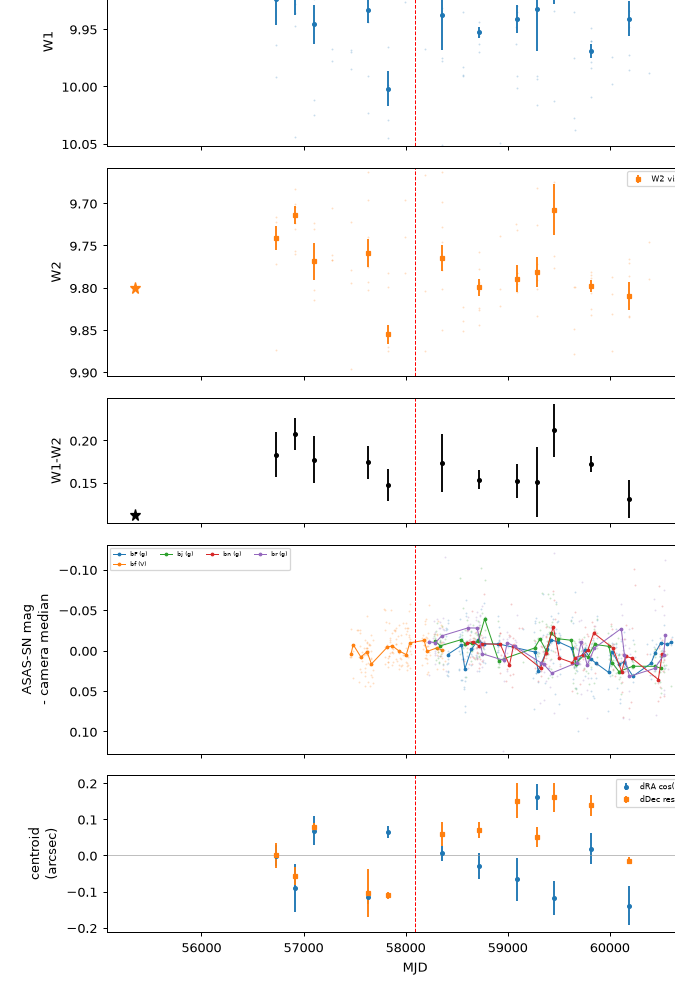 9.95
10.00
10.05
W1
W2 vi
9.70
9.75
9.80
9.85
9.90
W2
0.20
0.15
W1-W2
bF (g) bj (g) bn (g) br (g)
bf (V)
−0.10
−0.05
0.00
0.05
0.10
ASAS-SN mag
- camera median
dRA cos(
dDec res
0.2
0.1
0.0
−0.1
−0.2
centroid
(arcsec)
56000 57000 58000 59000 60000
MJD